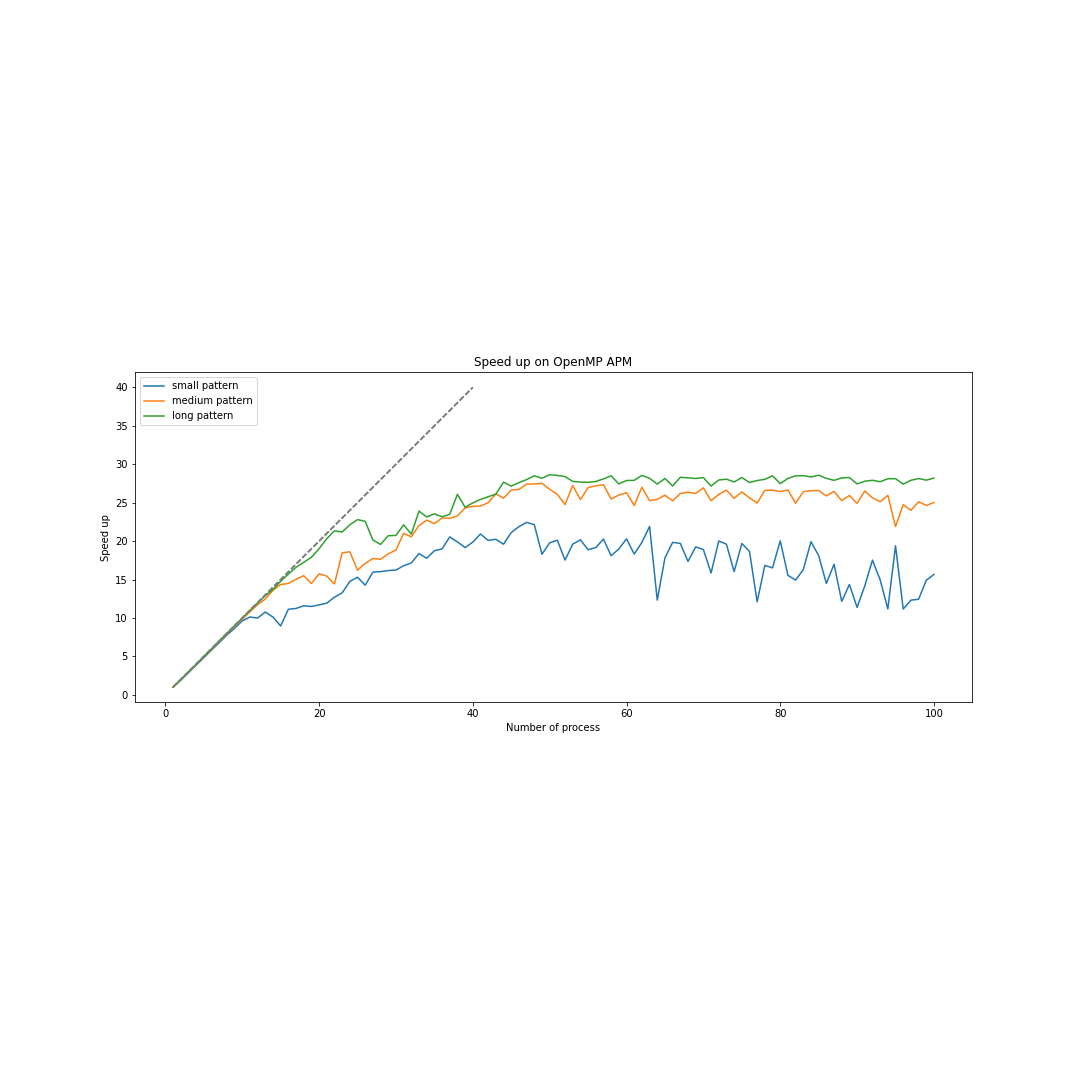 Speed up on OpenMP APM
small pattern
medium pattern
long pattern
40
35
30
25
20
15
10
5
0
Speed up
0 20 40 60 80 100
Number of process